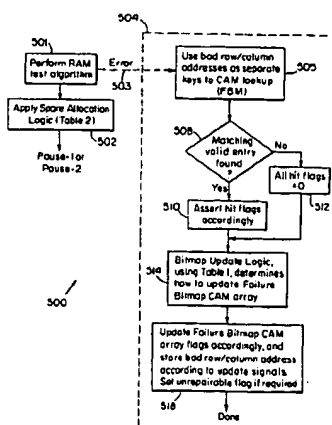 504
501
Perform RAM
test algorithm
Error
503
Use bad row/column
addresses as separate
keys to CAM lookup
(FBM)
505
Apply Spare Allocation
Logic (Table 2)
502
Pause-1 or
Pause-2
508
Matching
valid entry
found
?
No
Yes
All hit flags
=0
512
510
Assert hit flags
accordingly
514
Bitmap Update Logic,
using Table 1, determines
how to update Failure
Bitmap CAM array
500
Update Failure Bitmap CAM
array flags accordingly, and
store bad row/column address
according to update signals.
Set unrepairable flag if required
518
Done